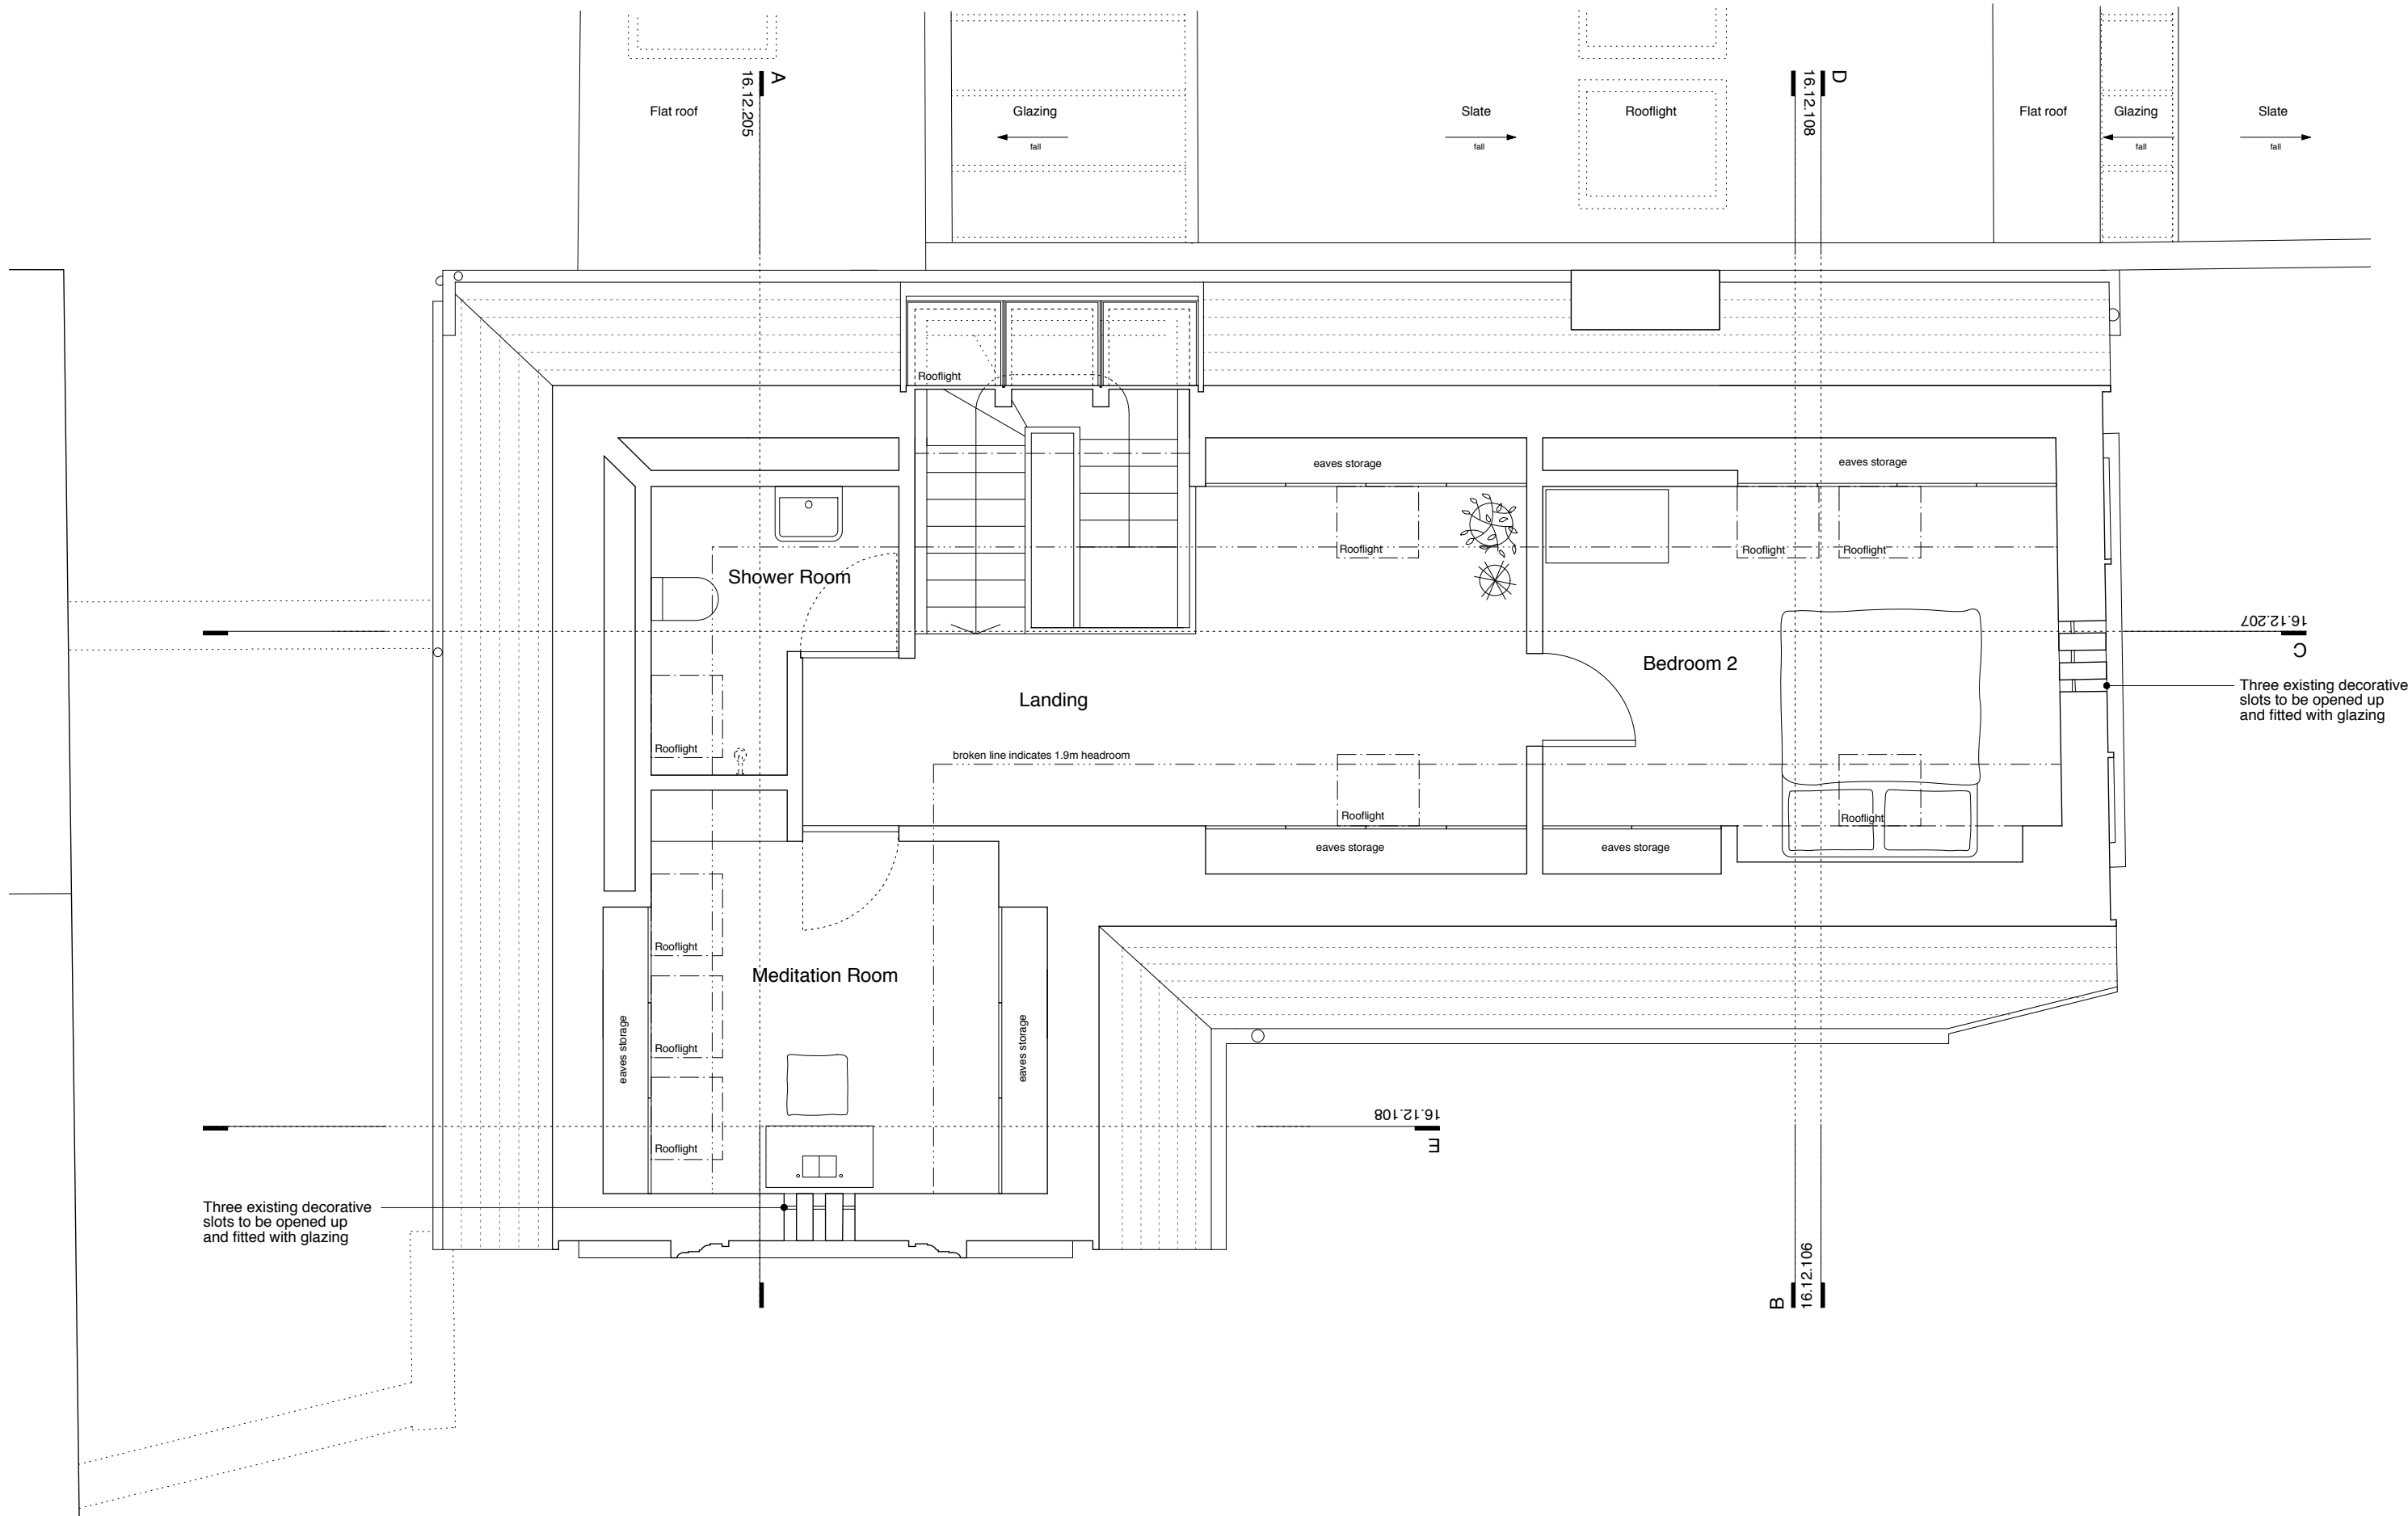 A
16.12.205
16.12.108
D
Flat roof
Glazing
fall
Slate
fall
Rooflight
Flat roof
Glazing
fall
Slate
fall
Rooflight
eaves storage
eaves storage
Rooflight
Rooflight
Rooflight
Shower Room
16.12.207
C
Bedroom 2
Landing
Three existing decorative
slots to be opened up
and fitted with glazing
Rooflight
broken line indicates 1.9m headroom
Rooflight
Rooflight
eaves storage
eaves storage
Rooflight
Meditation Room
Rooflight
eaves storage
eaves storage
Rooflight
16.12.108
E
Three existing decorative
slots to be opened up
and fitted with glazing
B
16.12.106